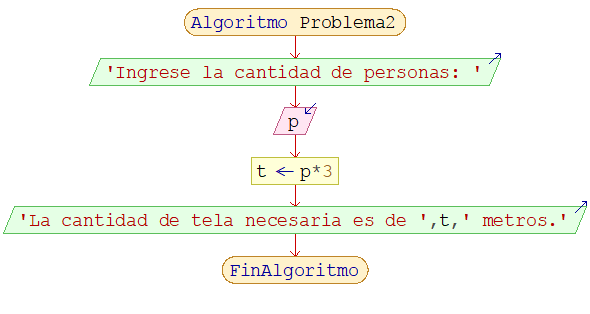 Algoritmo Problema2
'Ingrese la cantidad de personas: '
p
t ← p*3
'La cantidad de tela necesaria es de ',t,' metros.'
FinAlgoritmo